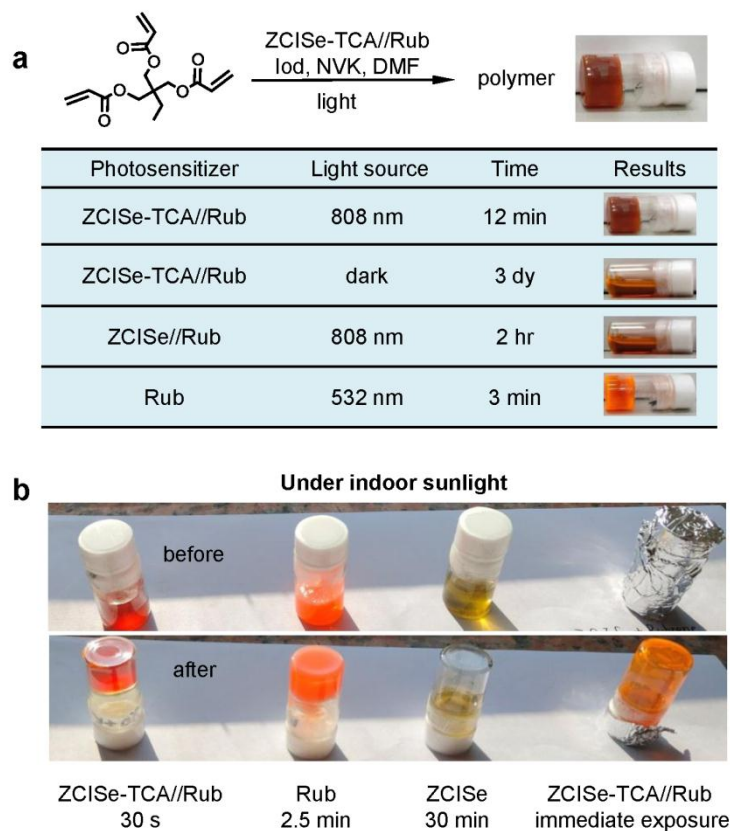 a
O
O
O
O
O
O
ZCISe-TCA//Rub
Iod, NVK, DMF
light
polymer
Photosensitizer Light source Time Results
ZCISe-TCA//Rub 808 nm 12 min
ZCISe-TCA//Rub dark 3 dy
ZCISe//Rub 808 nm 2 hr
Rub 532 nm 3 min
b
Under indoor sunlight
before
after
ZCISe-TCA//Rub Rub ZCISe ZCISe-TCA//Rub
30 s 2.5 min 30 min immediate exposure